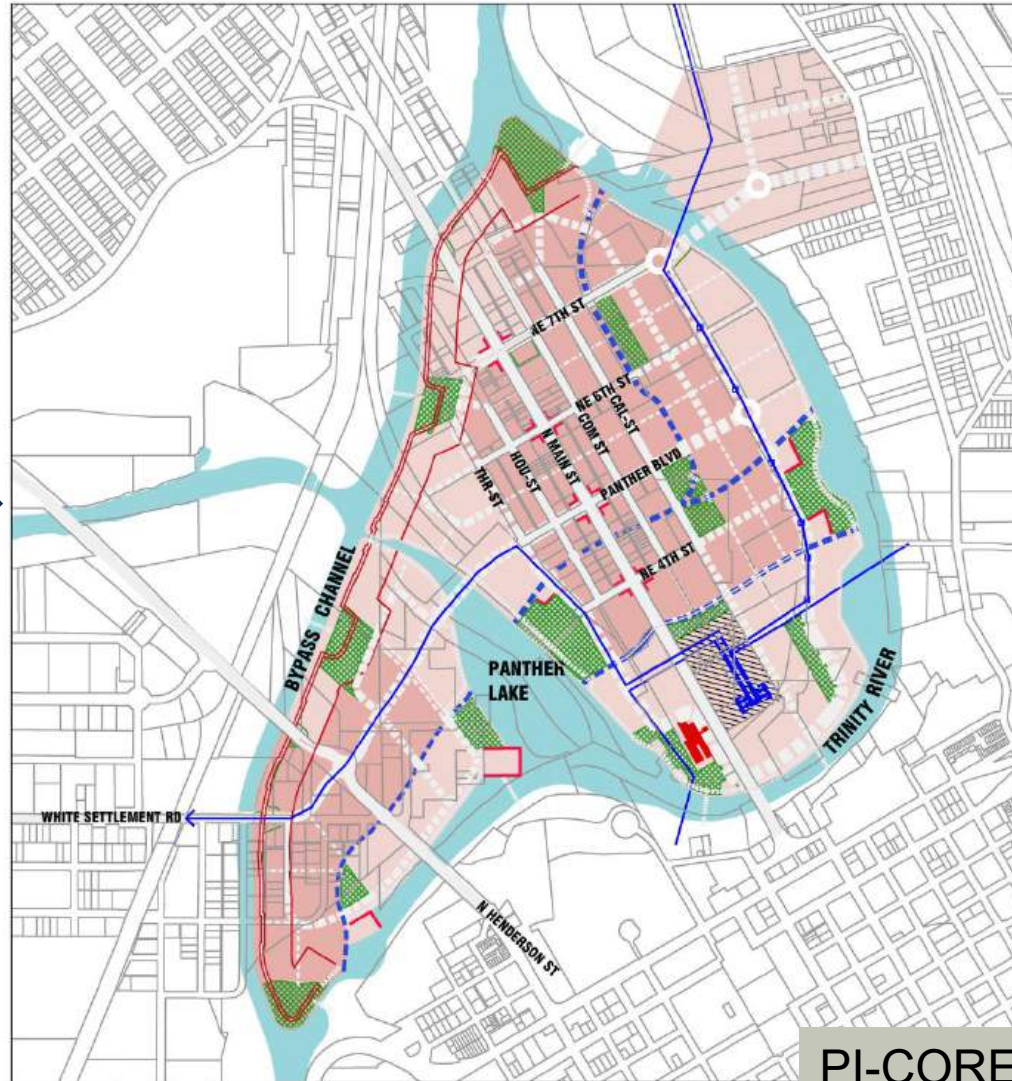 NE 7TH ST
NE 6TH ST
CAL-ST
COM ST
N MAIN ST
HOU-ST
THR-ST
PANTHER BLVD
NE 4TH ST
BYPASS CHANNEL
PANTHER
LAKE
TRINITY RIVER
WHITE SETTLEMENT RD
N HENDERSON ST
PI-CORE